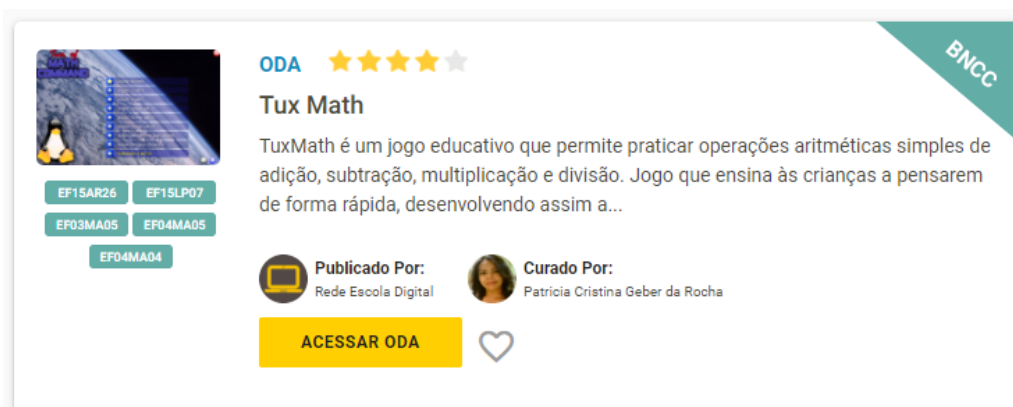 BNCC
MATH
COMMAND
ODA
Tux Math
TuxMath é um jogo educativo que permite praticar operações aritméticas simples de
adição, subtração, multiplicação e divisão. Jogo que ensina às crianças a pensarem
de forma rápida, desenvolvendo assim a...
EF15AR26 EF15LP07
EF03MA05 EF04MA05
EF04MA04
Publicado Por:
Rede Escola Digital
Curado Por:
Patricia Cristina Geber da Rocha
ACESSAR ODA